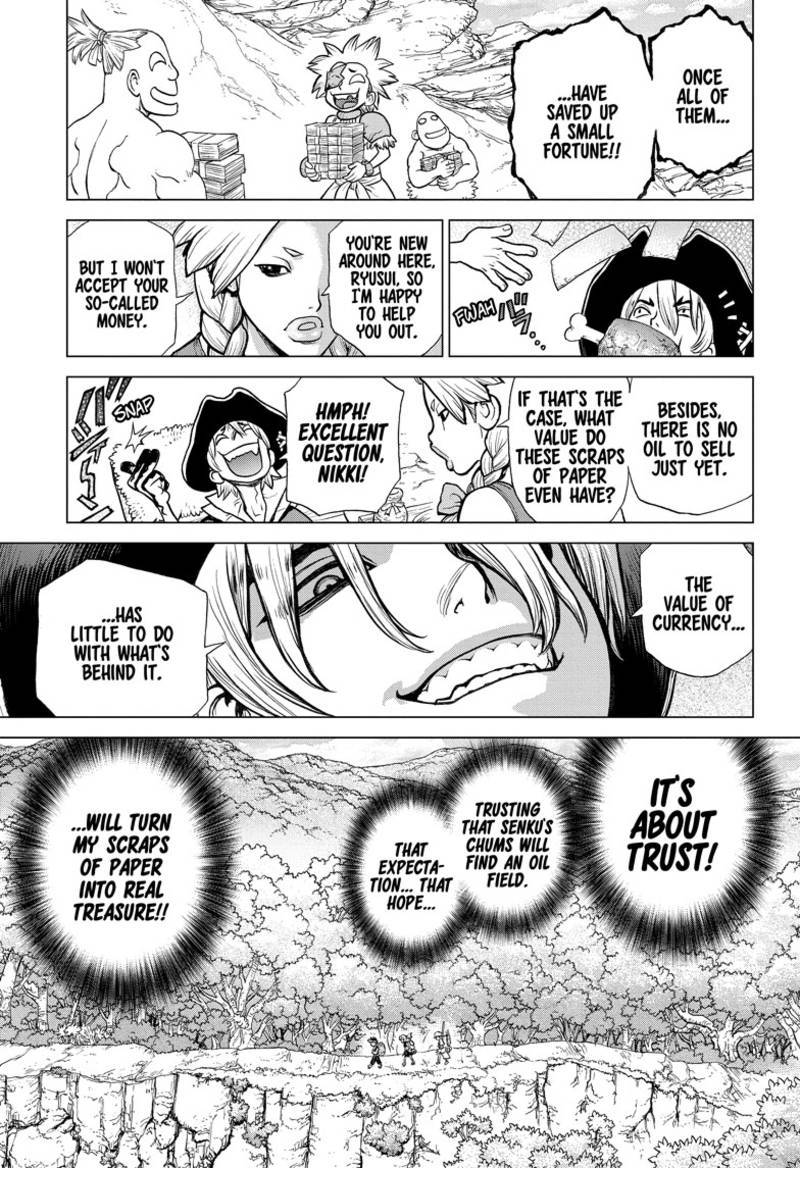 ONCE
ALL OF
THEM...
...HAVE
SAVED UP
A SMALL
FORTUNE!!
FWAH
バババ...
YOU'RE NEW
AROUND HERE,
RYUSUI, SO
I'M HAPPY
TO HELP
YOU OUT.
BUT I WON'T
ACCEPT YOUR
SO-CALLED
MONEY.
BESIDES,
THERE IS NO
OIL TO SELL
JUST YET.
IF THAT'S THE
CASE, WHAT
VALUE DO
THESE SCRAPS
OF PAPER
EVEN HAVE?
HMPH!
EXCELLENT
QUESTION,
NIKKI!
SNAP
THE
VALUE OF
CURRENCY...
...HAS
LITTLE TO DO
WITH WHAT'S
BEHIND IT.
IT'S
ABOUT
TRUST!
TRUSTING
THAT SENKU'S
CHUMS WILL
FIND AN OIL
FIELD.
THAT
EXPECTA-
TION... THAT
HOPE...
...WILL TURN
MY SCRAPS
OF PAPER
INTO REAL
TREASURE!!